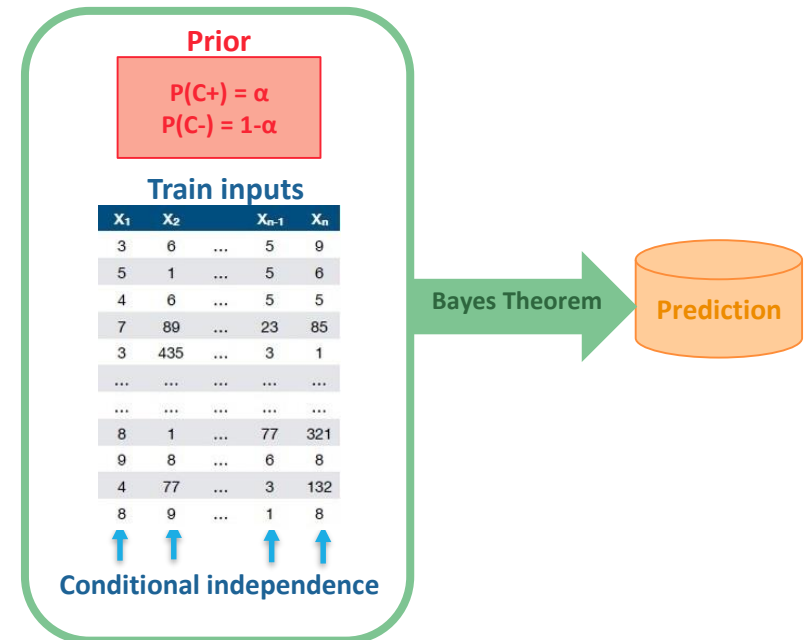 Prior
P(C+) = α
P(C-) = 1-α
Train inputs
X₁ X₂ Xₙ₋₁ Xₙ
3 6 ... 5 9
5 1 ... 5 6
4 6 ... 5 5
7 89 ... 23 85
3 435 ... 3 1
... ... ... ... ...
... ... ... ... ...
8 1 ... 77 321
9 8 ... 6 8
4 77 ... 3 132
8 9 ... 1 8
Conditional independence
Bayes Theorem
Prediction